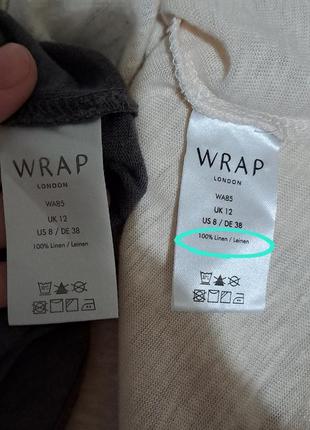 WRAP
LONDON
WA85
UK 12
US 8 / DE 38
100% Linen / Leinen
WRAP
LONDON
WA85
UK 12
US 8 / DE 38
100% Linen / Leinen